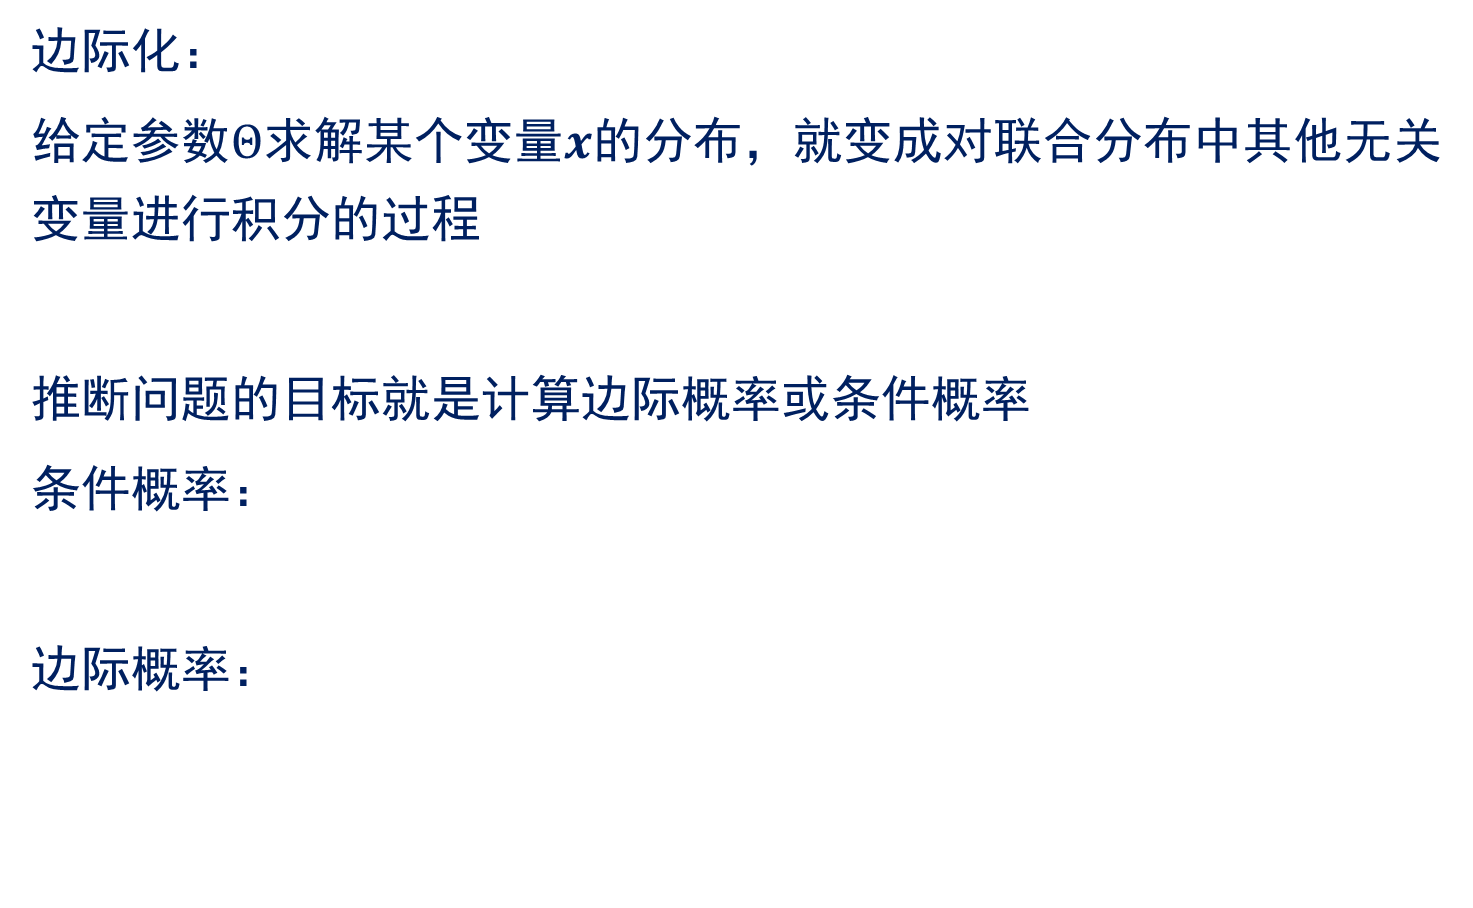 边际化：
给定参数Θ求解某个变量x的分布，就变成对联合分布中其他无关
变量进行积分的过程
推断问题的目标就是计算边际概率或条件概率
条件概率：
边际概率：